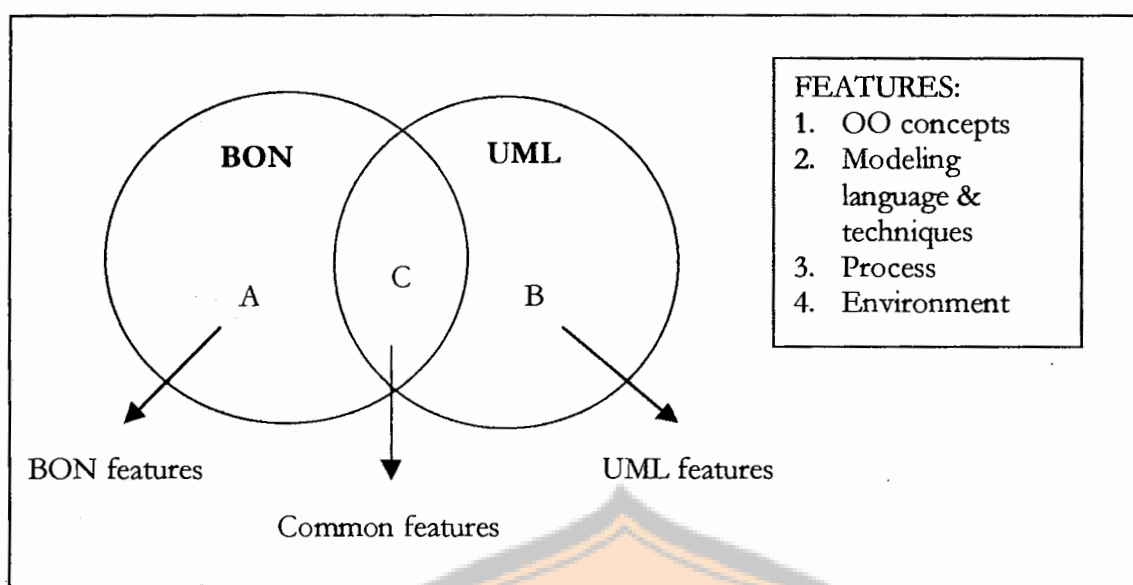 BON
UML
A
C
B
BON features
UML features
Common features
FEATURES:
1. OO concepts
2. Modeling
language &
techniques
3. Process
4. Environment